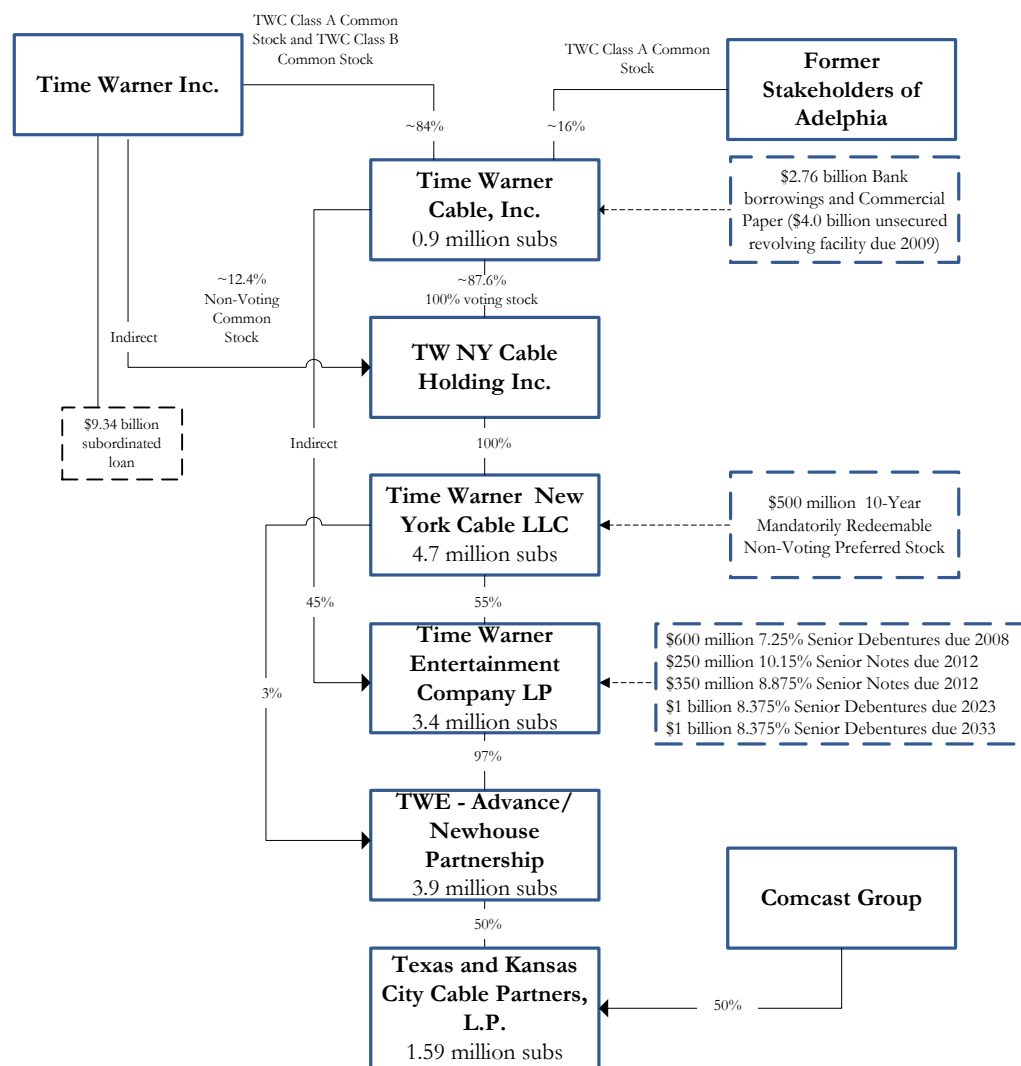 TWC Class A Common
Stock and TWC Class B
Common Stock
Time Warner Inc.
TWC Class A Common
Stock
Former
Stakeholders of
Adelphia
~84%
~16%
Time Warner
Cable, Inc.
0.9 million subs
$2.76 billion Bank
borrowings and Commercial
Paper ($4.0 billion unsecured
revolving facility due 2009)
~12.4%
Non-Voting
Common
Stock
~87.6%
100% voting stock
Indirect
TW NY Cable
Holding Inc.
$9.34 billion
subordinated
loan
Indirect
100%
Time Warner New
York Cable LLC
4.7 million subs
$500 million 10-Year
Mandatorily Redeemable
Non-Voting Preferred Stock
45%
55%
Time Warner
Entertainment
Company LP
3.4 million subs
$600 million 7.25% Senior Debentures due 2008
$250 million 10.15% Senior Notes due 2012
$350 million 8.875% Senior Notes due 2012
$1 billion 8.375% Senior Debentures due 2023
$1 billion 8.375% Senior Debentures due 2033
3%
97%
TWE - Advance/
Newhouse
Partnership
3.9 million subs
Comcast Group
50%
Texas and Kansas
City Cable Partners,
L.P.
1.59 million subs
50%